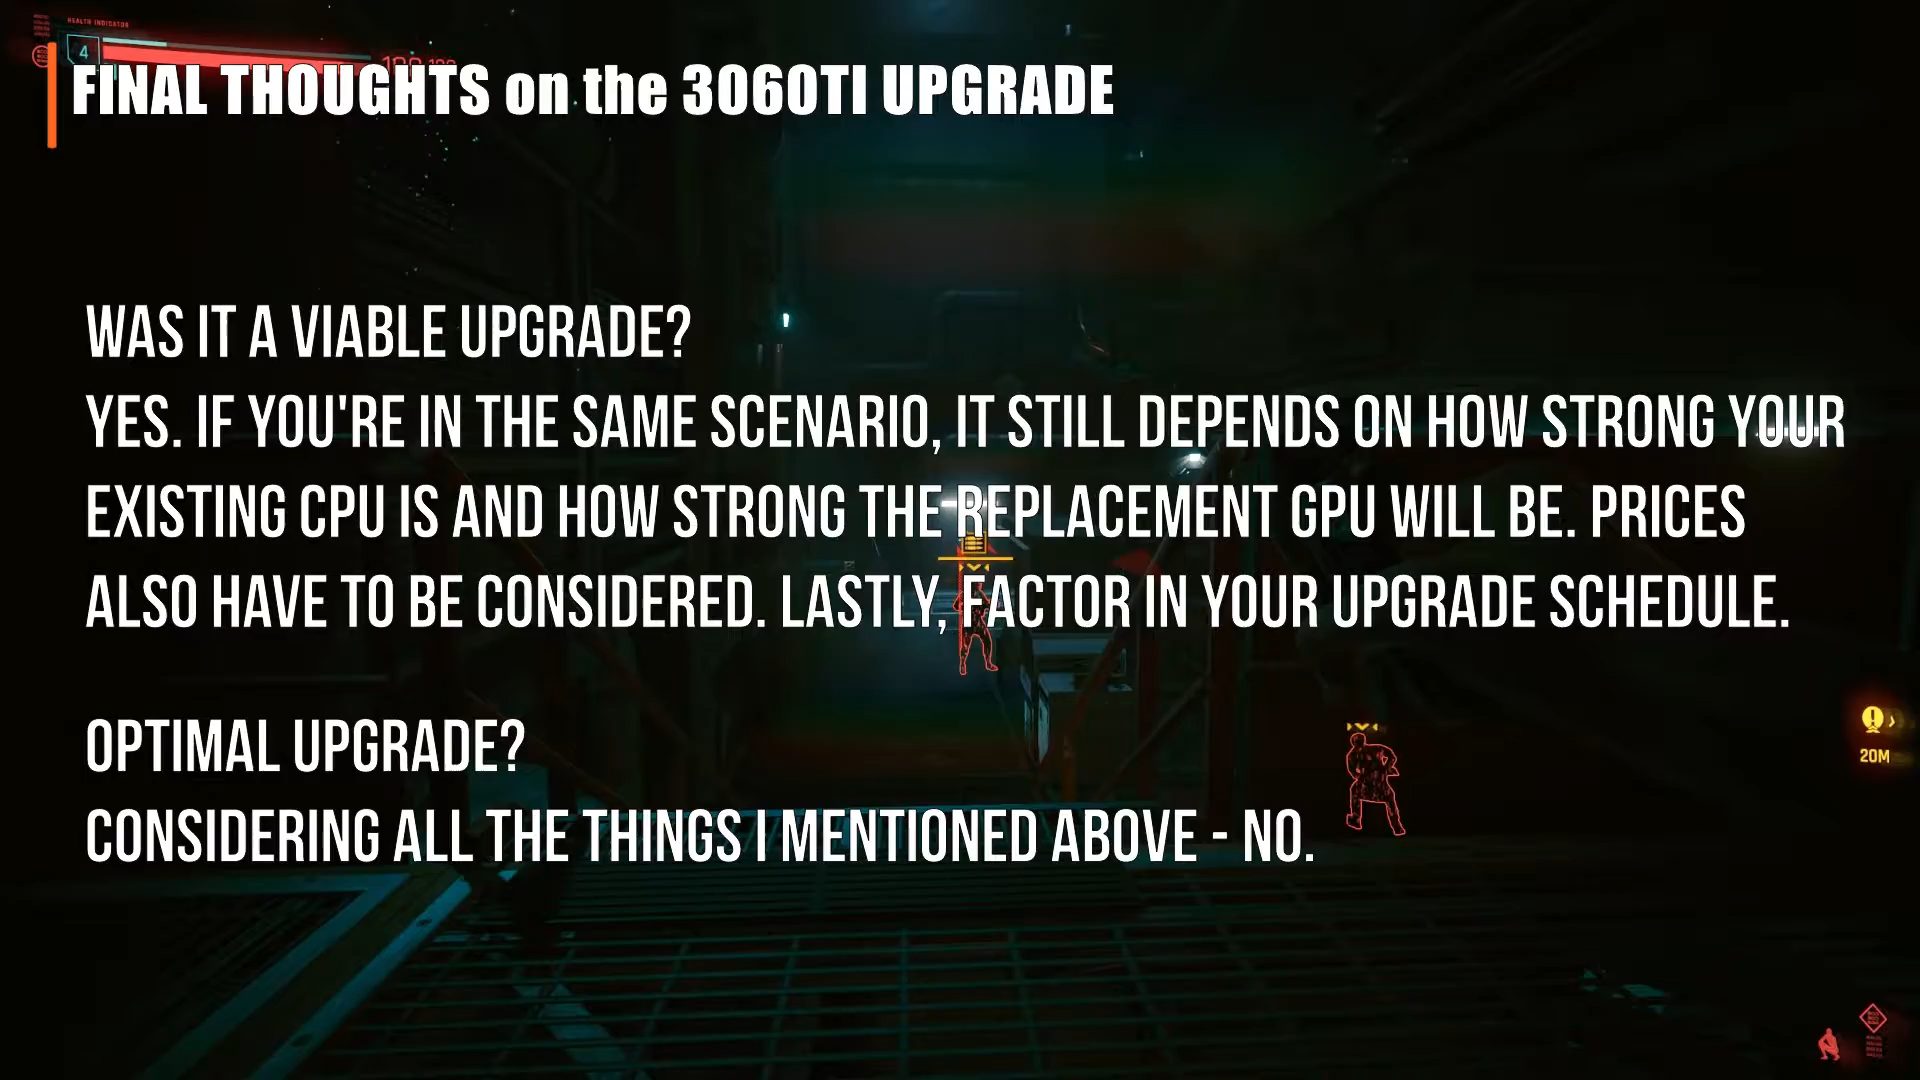 HEALTH INDICATOR
4
FINAL THOUGHTS on the 3060TI UPGRADE
WAS IT A VIABLE UPGRADE?
YES. IF YOU'RE IN THE SAME SCENARIO, IT STILL DEPENDS ON HOW STRONG YOUR
EXISTING CPU IS AND HOW STRONG THE REPLACEMENT GPU WILL BE. PRICES
ALSO HAVE TO BE CONSIDERED. LASTLY, FACTOR IN YOUR UPGRADE SCHEDULE.
20M
OPTIMAL UPGRADE?
CONSIDERING ALL THE THINGS I MENTIONED ABOVE - NO.